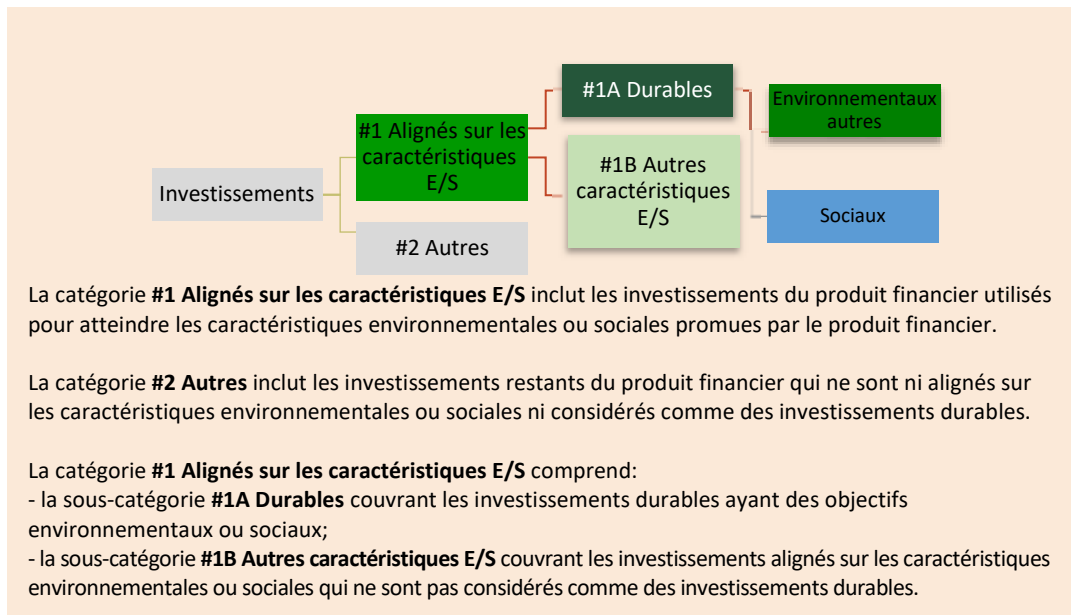 #1A Durables
Environnementaux
autres
#1 Alignés sur les
caractéristiques
E/S
#1B Autres
caractéristiques
E/S
Investissements
Sociaux
#2 Autres
La catégorie #1 Alignés sur les caractéristiques E/S inclut les investissements du produit financier utilisés
pour atteindre les caractéristiques environnementales ou sociales promues par le produit financier.
La catégorie #2 Autres inclut les investissements restants du produit financier qui ne sont ni alignés sur
les caractéristiques environnementales ou sociales ni considérés comme des investissements durables.
La catégorie #1 Alignés sur les caractéristiques E/S comprend:
- la sous-catégorie #1A Durables couvrant les investissements durables ayant des objectifs
environnementaux ou sociaux;
- la sous-catégorie #1B Autres caractéristiques E/S couvrant les investissements alignés sur les caractéristiques
environnementales ou sociales qui ne sont pas considérés comme des investissements durables.